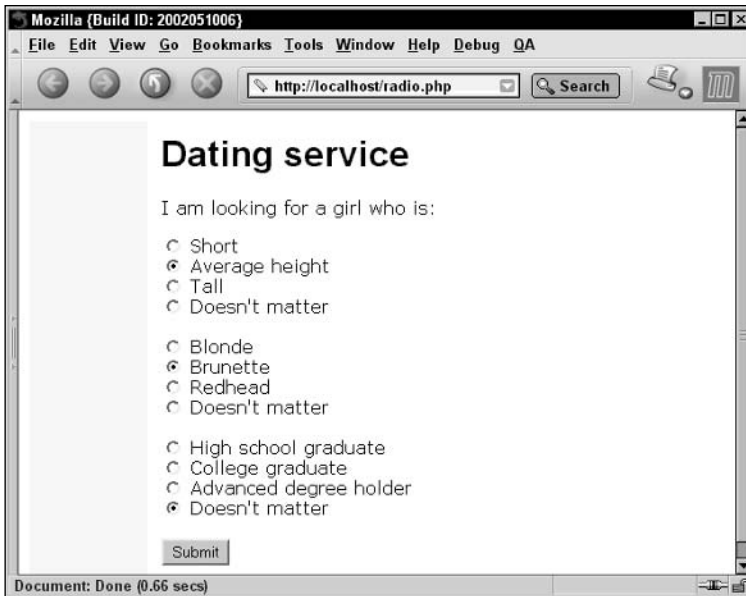 Mozilla {Build ID: 2002051006}
File Edit View Go Bookmarks Tools Window Help Debug QA
http://localhost/radio.php Search
Dating service
I am looking for a girl who is:
Short
Average height
Tall
Doesn't matter
Blonde
Brunette
Redhead
Doesn't matter
High school graduate
College graduate
Advanced degree holder
Doesn't matter
Submit
Document: Done (0.66 secs)